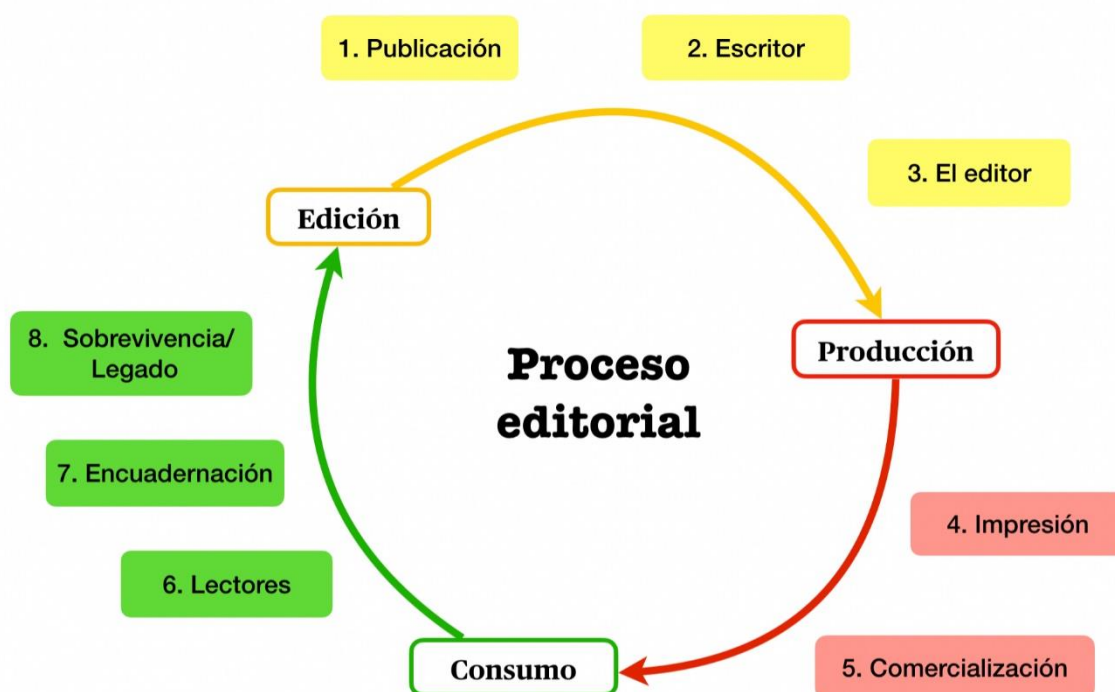 1. Publicación
2. Escritor
3. El editor
Edición
Producción
Proceso
editorial
8. Sobrevivencia/
Legado
7. Encuadernación
4. Impresión
6. Lectores
Consumo
5. Comercialización